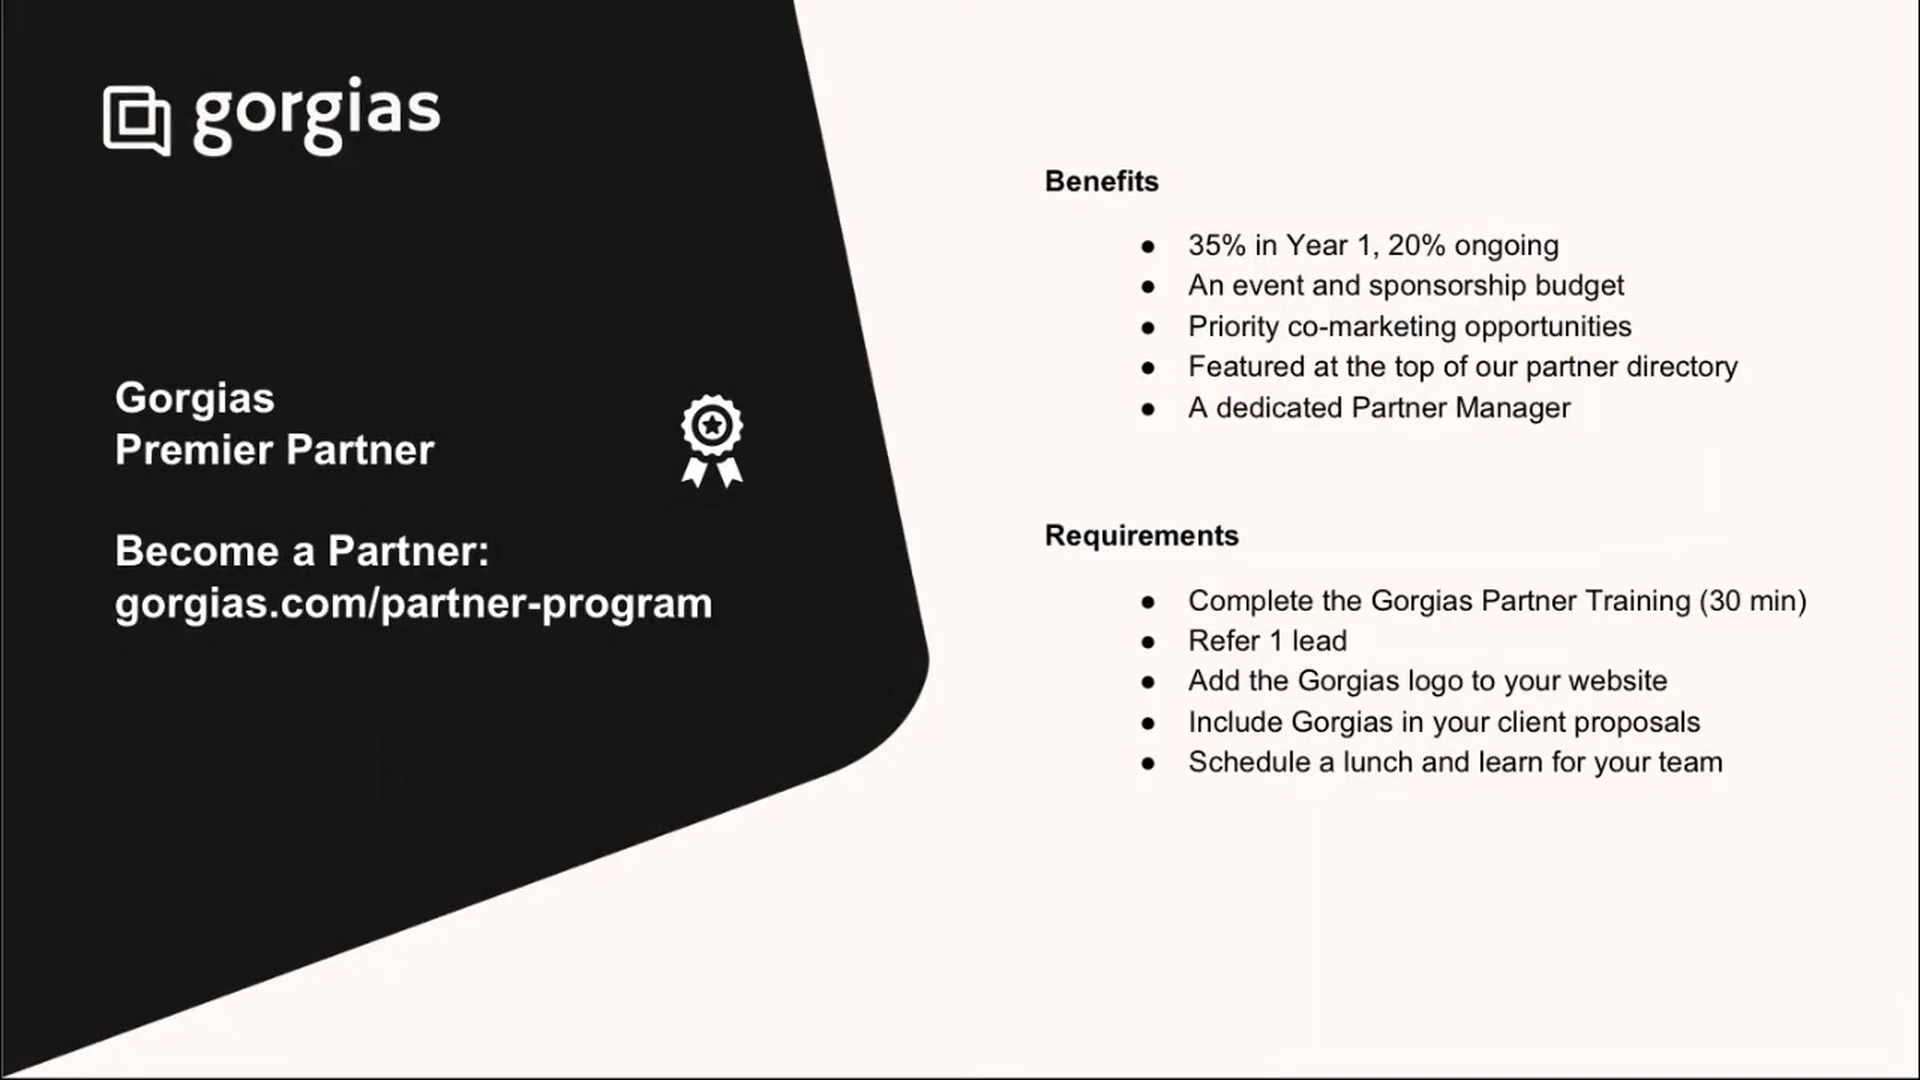 gorgias
Gorgias
Premier Partner
Become a Partner:
gorgias.com/partner-program
Benefits
● 35% in Year 1, 20% ongoing
● An event and sponsorship budget
● Priority co-marketing opportunities
● Featured at the top of our partner directory
● A dedicated Partner Manager
Requirements
● Complete the Gorgias Partner Training (30 min)
● Refer 1 lead
● Add the Gorgias logo to your website
● Include Gorgias in your client proposals
● Schedule a lunch and learn for your team